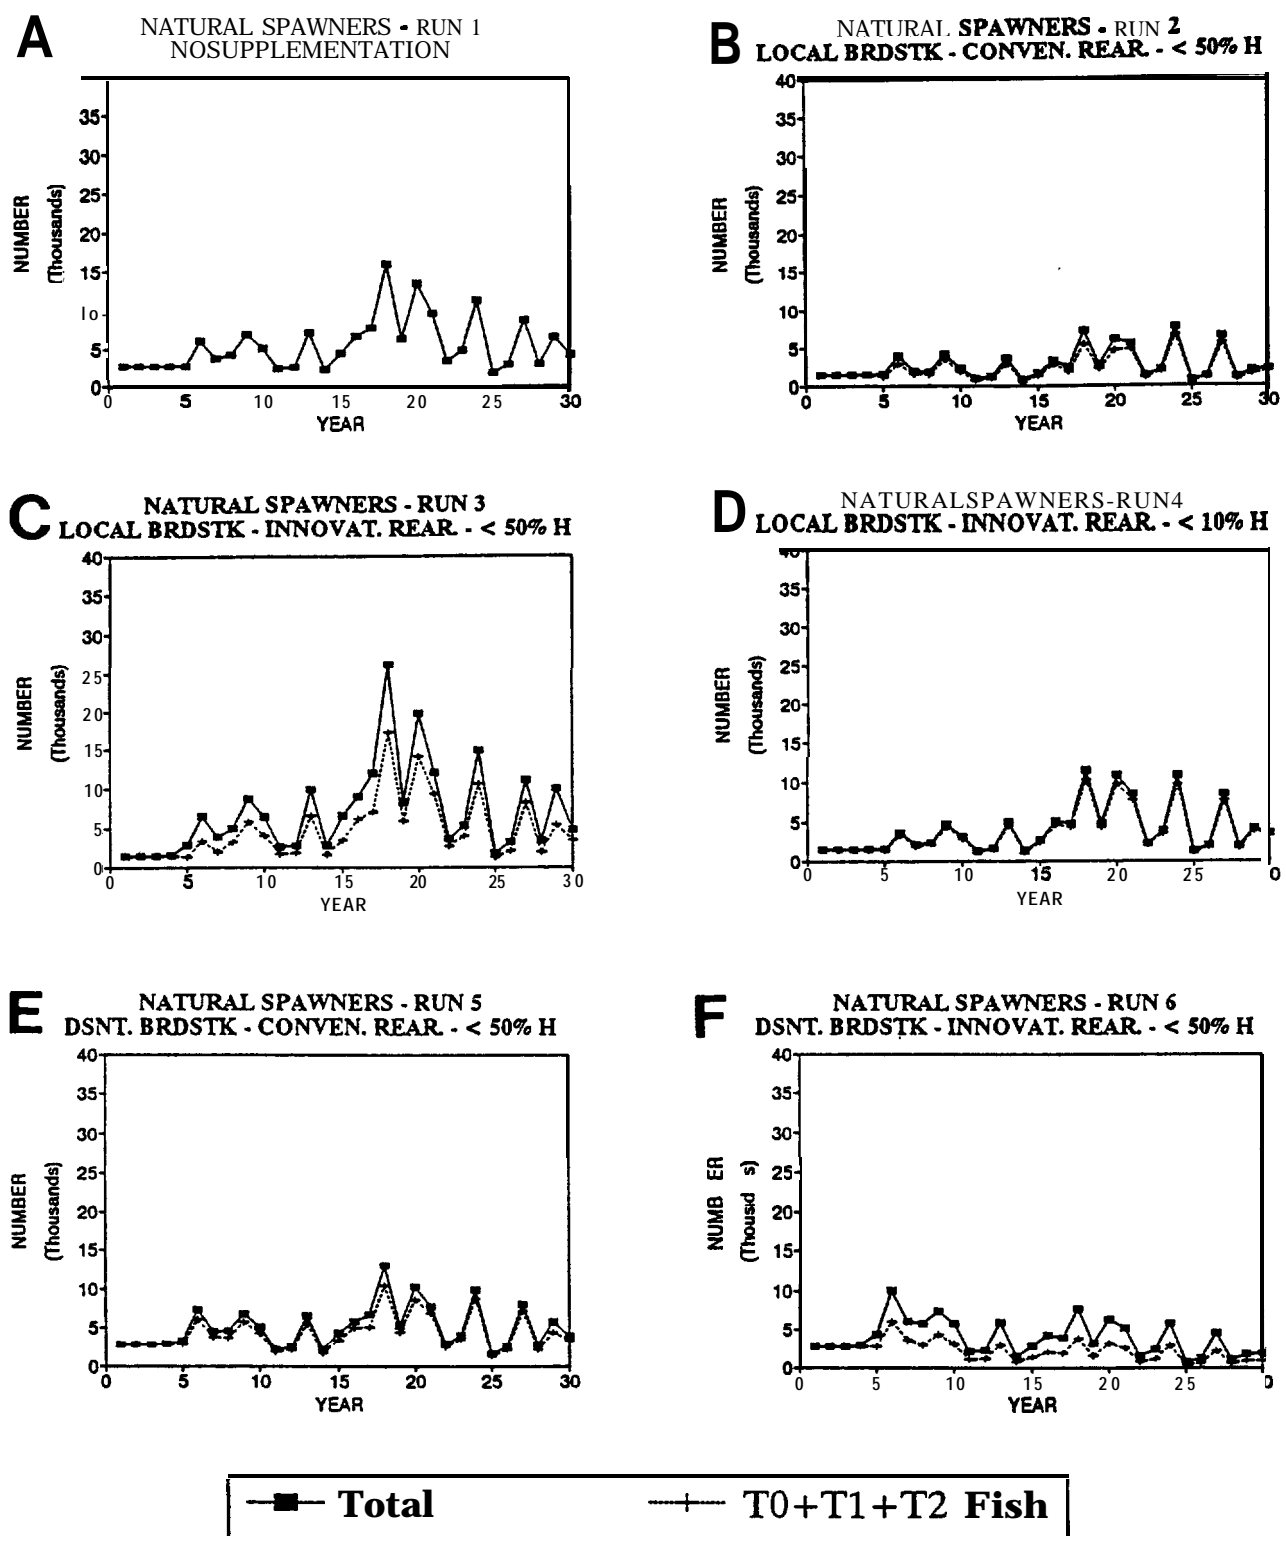 A
NATURAL SPAWNERS - RUN 1
NOSUPPLEMENTATION
35
30
25
20
15
lo
5
0
NUMBER
(Thousands)
0 5 10 15 20 25 30
YEAR
B
NATURAL SPAWNERS - RUN 2
LOCAL BRDSTK - CONVEN. REAR. - < 50% H
40
35
30
25
20
15
10
5
0
NUMBER
(Thousands)
0 5 10 15 20 25 30
YEAR
C
NATURAL SPAWNERS - RUN 3
LOCAL BRDSTK - INNOVAT. REAR. - < 50% H
40
35
30
25
20
15
10
5
0
NUMBER
(Thousands)
0 5 10 15 20 25 30
YEAR
D
NATURALSPAWNERS-RUN4
LOCAL BRDSTK - INNOVAT. REAR. - < 10% H
40
35
30
25
20
15
10
5
0
NUMBER
(Thousands)
0 5 10 15 20 25 0
YEAR
E
NATURAL SPAWNERS - RUN 5
DSNT. BRDSTK - CONVEN. REAR. - < 50% H
40
35
30
25
20
15
10
5
0
NUMBER
(Thousands)
0 5 10 15 20 25 30
YEAR
F
NATURAL SPAWNERS - RUN 6
DSNT. BRDSTK - INNOVAT. REAR. - < 50% H
40
35
30
25
20
15
10
5
0
NUMB ER
(Thousd s)
0 5 10 15 20 25 0
YEAR
Total
T0+T1+T2 Fish